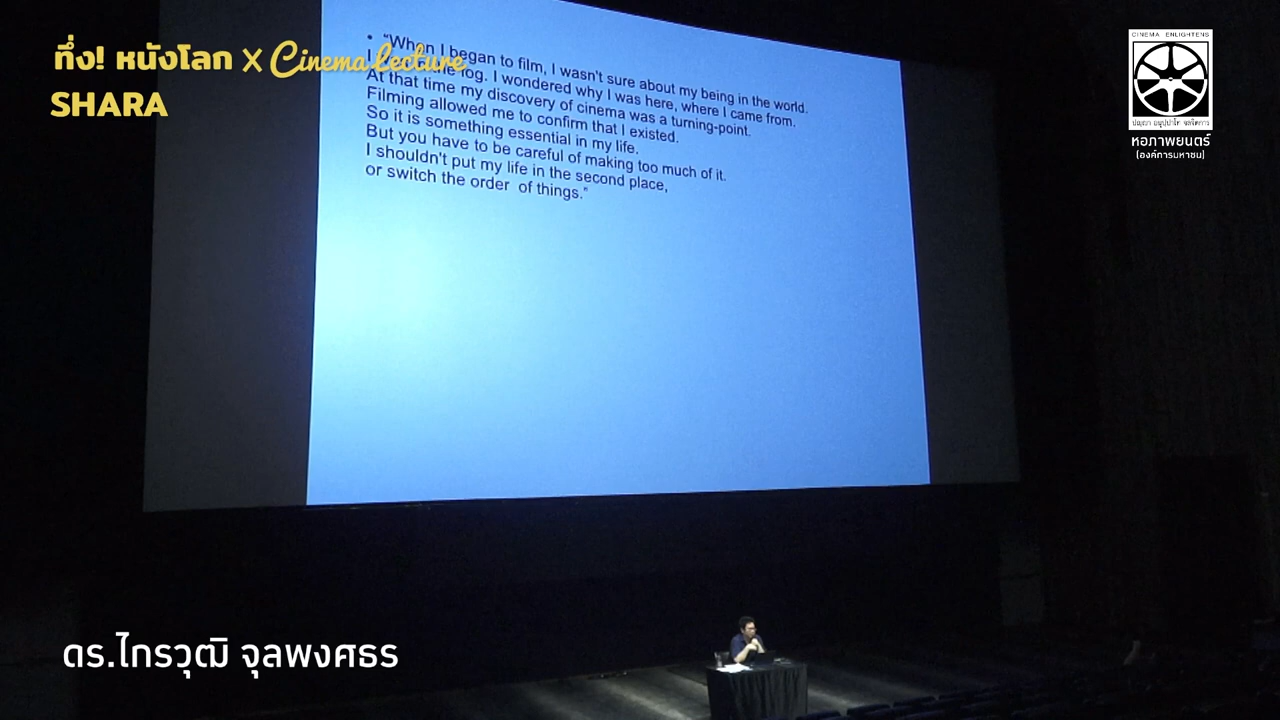 ทึ่ง! หนังโลก X Cinema Lecture
SHARA
• “When I began to film, I wasn't sure about my being in the world.
I log. I wondered why I was here, where I came from.
At that time my discovery of cinema was a turning-point.
Filming allowed me to confirm that I existed.
So it is something essential in my life.
But you have to be careful of making too much of it.
I shouldn't put my life in the second place,
or switch the order of things.”
CINEMA ENLIGHTENS
หอภาพยนตร์
(องค์การมหาชน)
ดร.ไกรวุฒิ จุลพงศธร